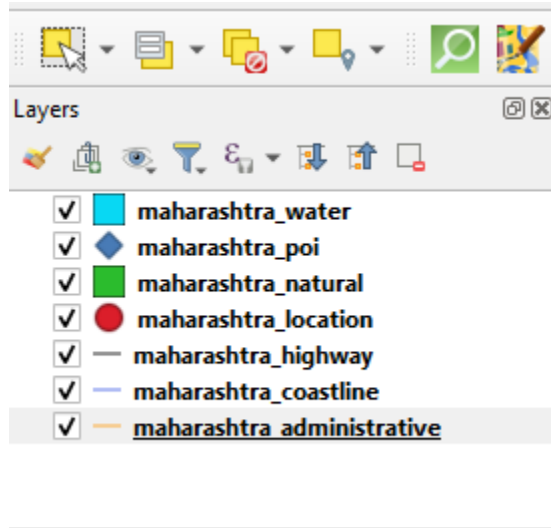 Layers
maharashtra_water
maharashtra_poi
maharashtra_natural
maharashtra_location
maharashtra_highway
maharashtra_coastline
maharashtra_administrative